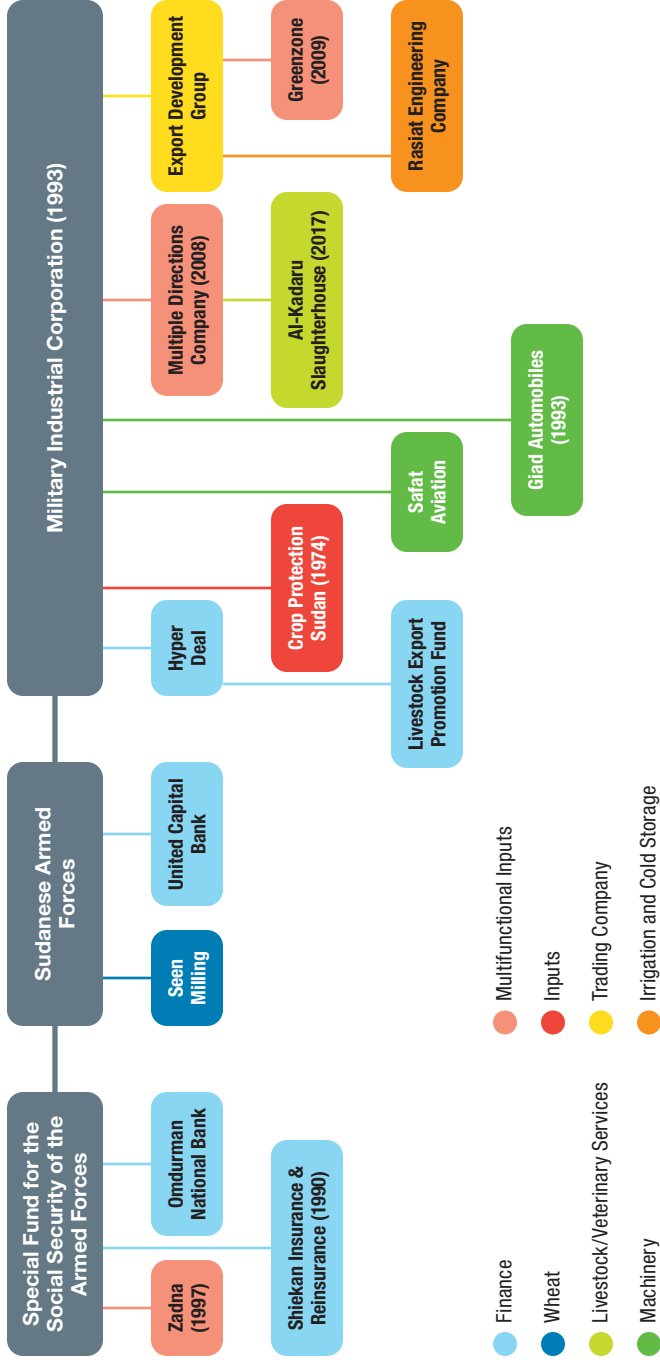 Special Fund for the
Social Security of the
Armed Forces
Sudanese Armed
Forces
Military Industrial Corporation (1993)
Zadna
(1997)
Omdurman
National Bank
Seen
Milling
United Capital
Bank
Hyper
Deal
Multiple Directions
Company (2008)
Export Development
Group
Shiekan Insurance &
Reinsurance (1990)
Crop Protection
Sudan (1974)
Al-Kadaru
Slaughterhouse (2017)
Greenzone
(2009)
Livestock Export
Promotion Fund
Safat
Aviation
Rasiat Engineering
Company
Giad Automobiles
(1993)
Finance
Wheat
Livestock/Veterinary Services
Machinery
Multifunctional Inputs
Inputs
Trading Company
Irrigation and Cold Storage